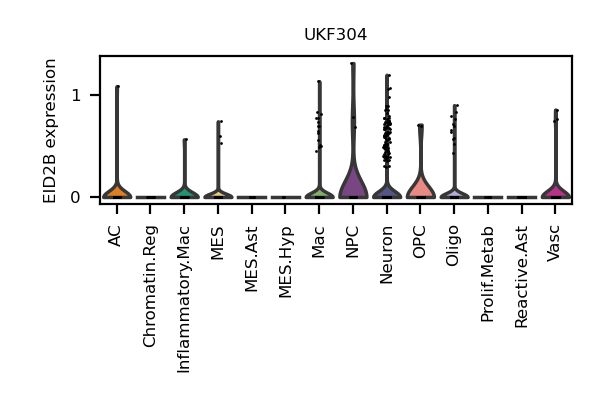 UKF304
EID2B expression
1
0
AC
Chromatin.Reg
Inflammatory.Mac
MES
MES.Ast
MES.Hyp
Mac
NPC
Neuron
OPC
Oligo
Prolif.Metab
Reactive.Ast
Vasc